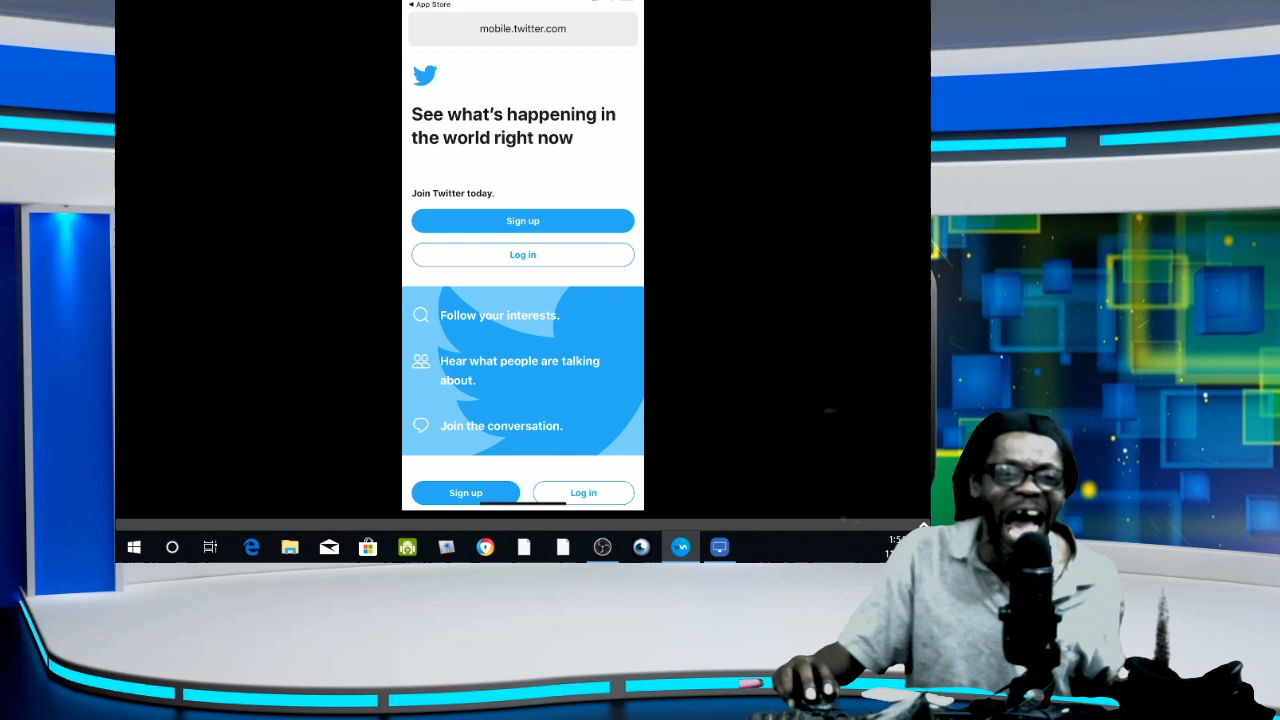 App Store
mobile.twitter.com
See what's happening in
the world right now
Join Twitter today.
Sign up
Log in
Follow your interests.
Hear what people are talking
about.
Join the conversation.
Sign up
Log in